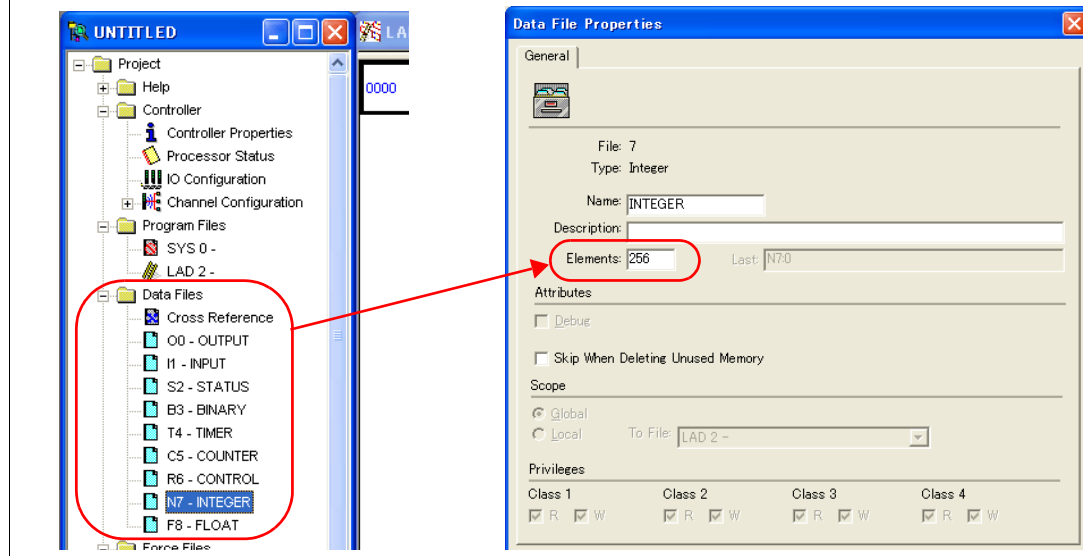 UNTITLED
LA
0000
Project
Help
Controller
Controller Properties
Processor Status
IO Configuration
Channel Configuration
Program Files
SYS 0 -
LAD 2 -
Data Files
Cross Reference
O0 - OUTPUT
I1 - INPUT
S2 - STATUS
B3 - BINARY
T4 - TIMER
C5 - COUNTER
R6 - CONTROL
N7 - INTEGER
F8 - FLOAT
Force Files
Data File Properties
General
File: 7
Type: Integer
Name: INTEGER
Description:
Elements: 256 Last: N7:0
Attributes
Debug
Skip When Deleting Unused Memory
Scope
Global
Local To File: LAD 2 -
Privileges
Class 1 Class 2 Class 3 Class 4
R W R W R W R W